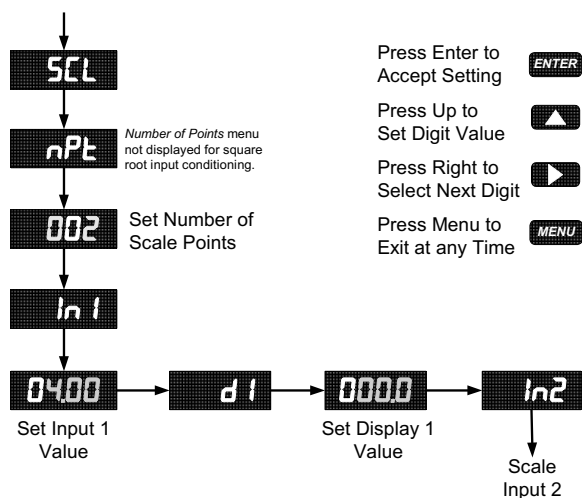 SCL
Press Enter to
Accept Setting
ENTER
nPt
Number of Points menu
not displayed for square
root input conditioning.
Press Up to
Set Digit Value
Press Right to
Select Next Digit
002
Set Number of
Scale Points
Press Menu to
Exit at any Time
MENU
In 1
04.00
Set Input 1
Value
d1
000.0
Set Display 1
Value
In2
Scale
Input 2